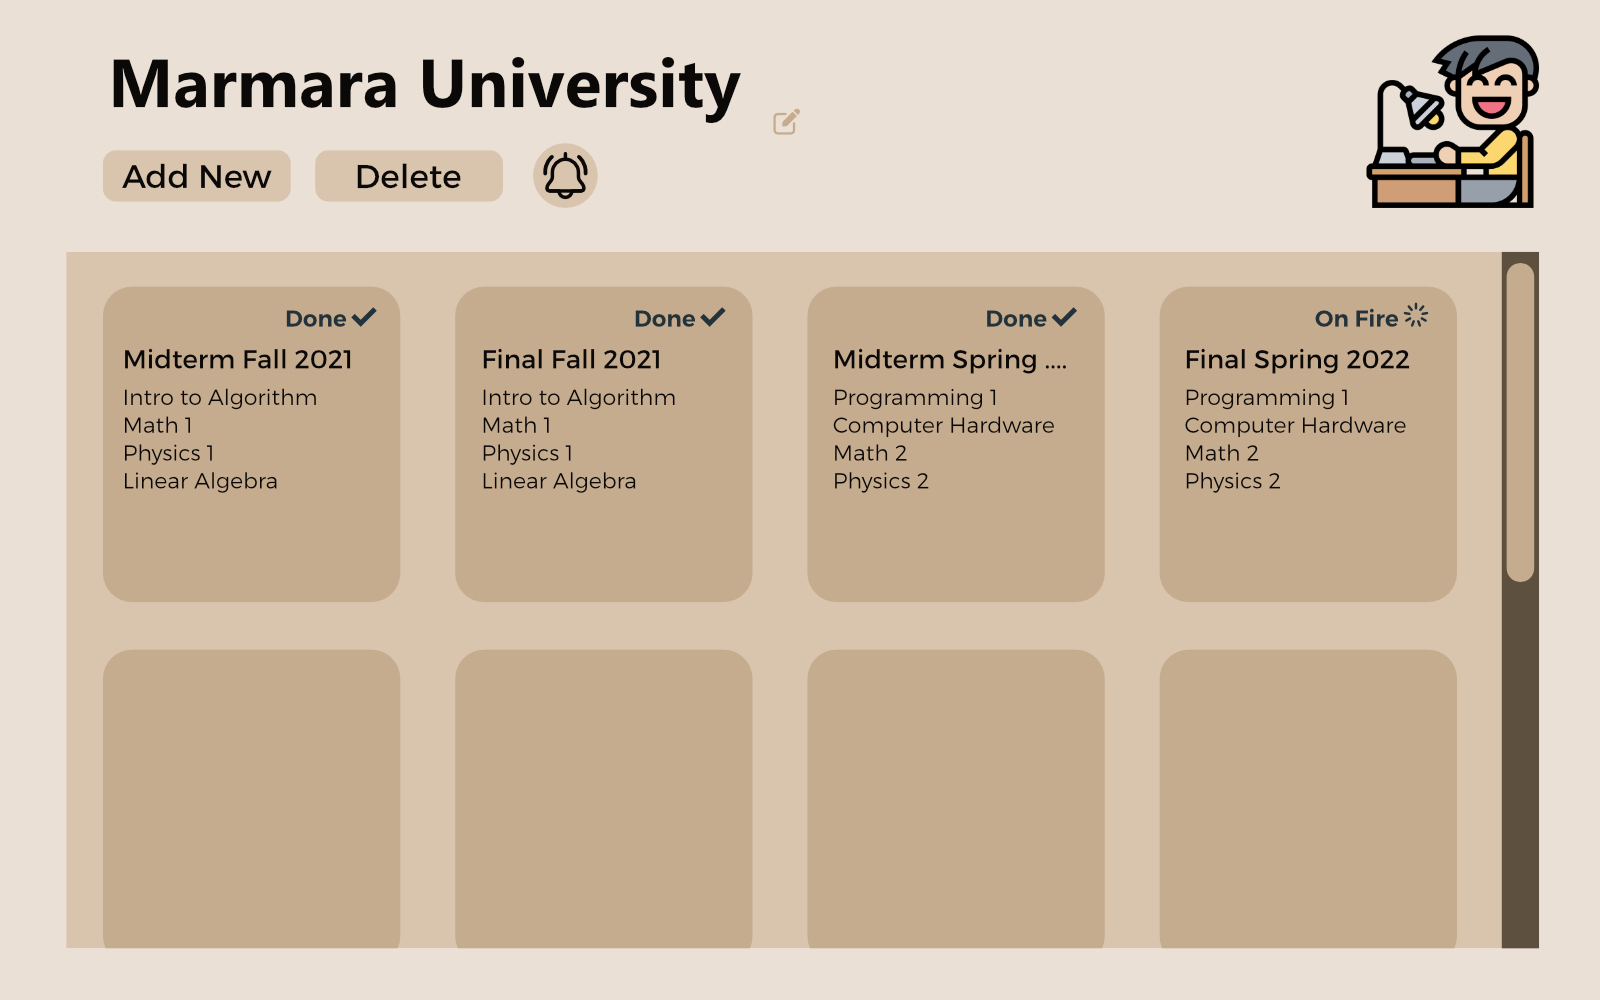 Marmara University
Add New
Delete
Done
Midterm Fall 2021
Intro to Algorithm
Math 1
Physics 1
Linear Algebra
Done
Final Fall 2021
Intro to Algorithm
Math 1
Physics 1
Linear Algebra
Done
Midterm Spring ....
Programming 1
Computer Hardware
Math 2
Physics 2
On Fire
Final Spring 2022
Programming 1
Computer Hardware
Math 2
Physics 2